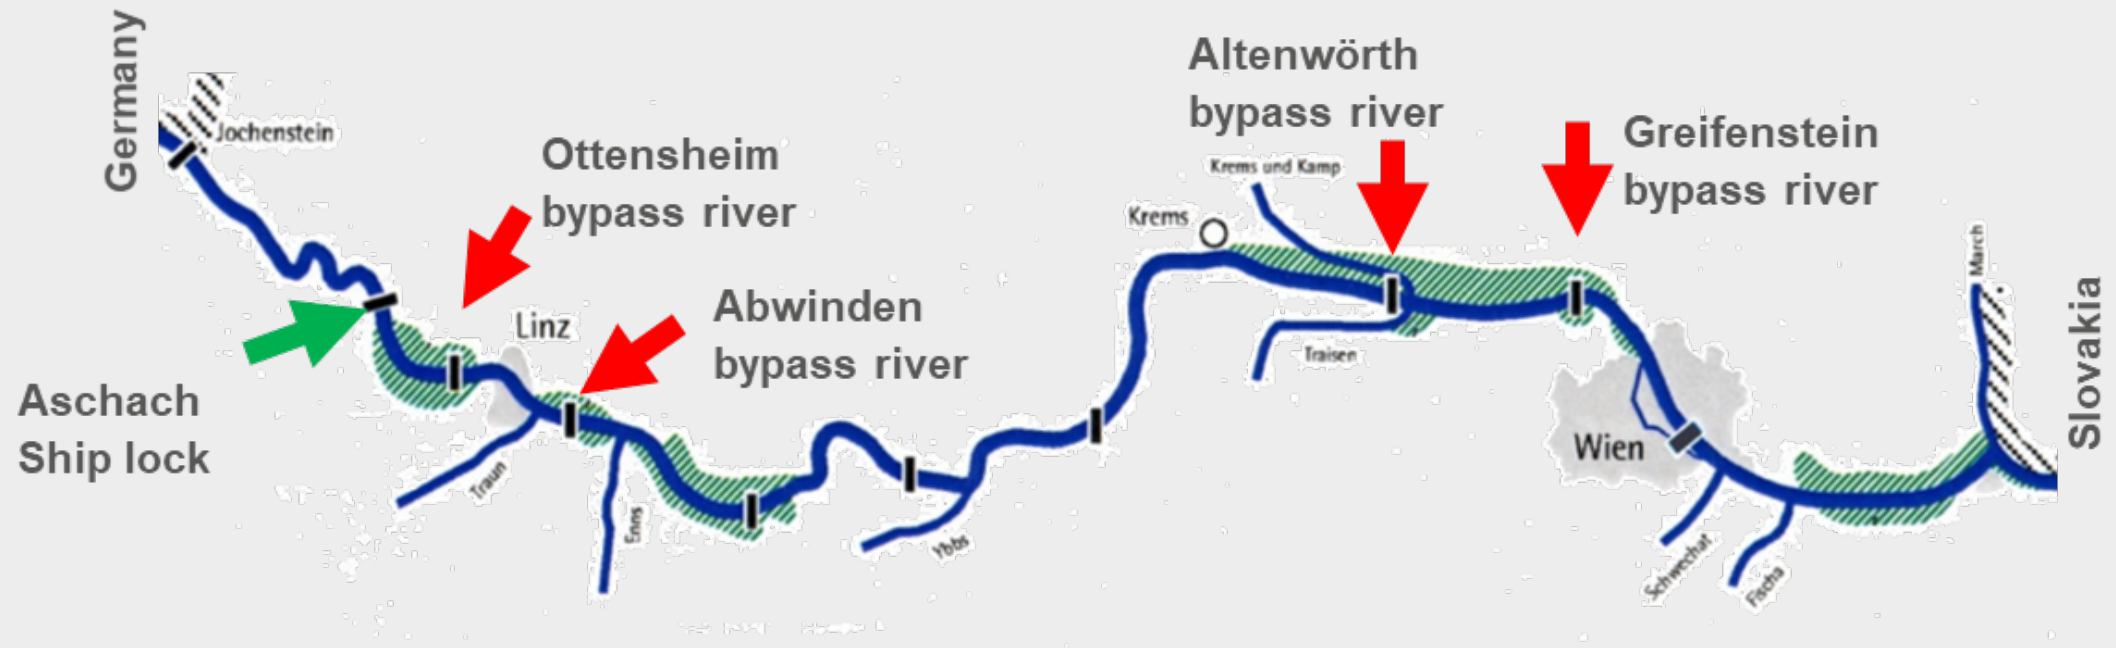 Germany
Jochenstein
Ottensheim
bypass river
Altenwörth
bypass river
Greifenstein
bypass river
Krems und Kamp
Krems
March
Slovakia
Linz
Abwinden
bypass river
Aschach
Ship lock
Traisen
Wien
Traun
Enns
Ybbs
Schwechat
Fischa